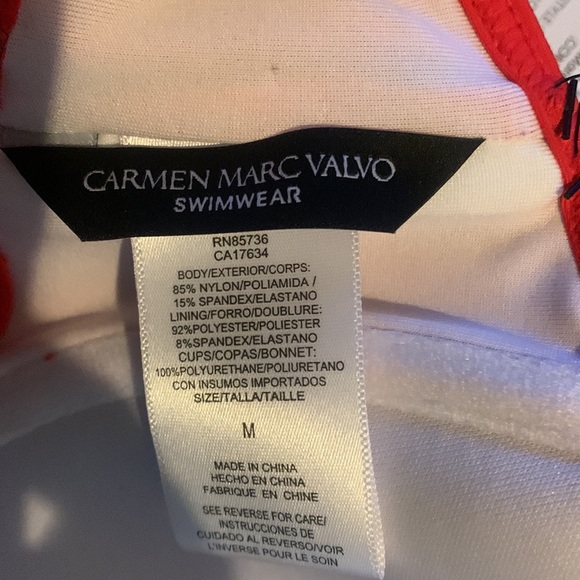 CARMEN MARC VALVO
SWIMWEAR
RN85736
CA17634
BODY/EXTERIOR/CORPS:
85% NYLON/POLIAMIDA /
15% SPANDEX/ELASTANO
LINING/FORRO/DOUBLURE:
92%POLYESTER/POLIESTER
8%SPANDEX/ELASTANO
CUPS/COPAS/BONNET:
100%POLYURETHANE/POLIURETANO
CON INSUMOS IMPORTADOS
SIZE/TALLA/TAILLE
M
MADE IN CHINA
HECHO EN CHINA
FABRIQUE EN CHINE
SEE REVERSE FOR CARE/
INSTRUCCIONES DE
CUIDADO AL REVERSO/VOIR
L'INVERSE POUR LE SOIN